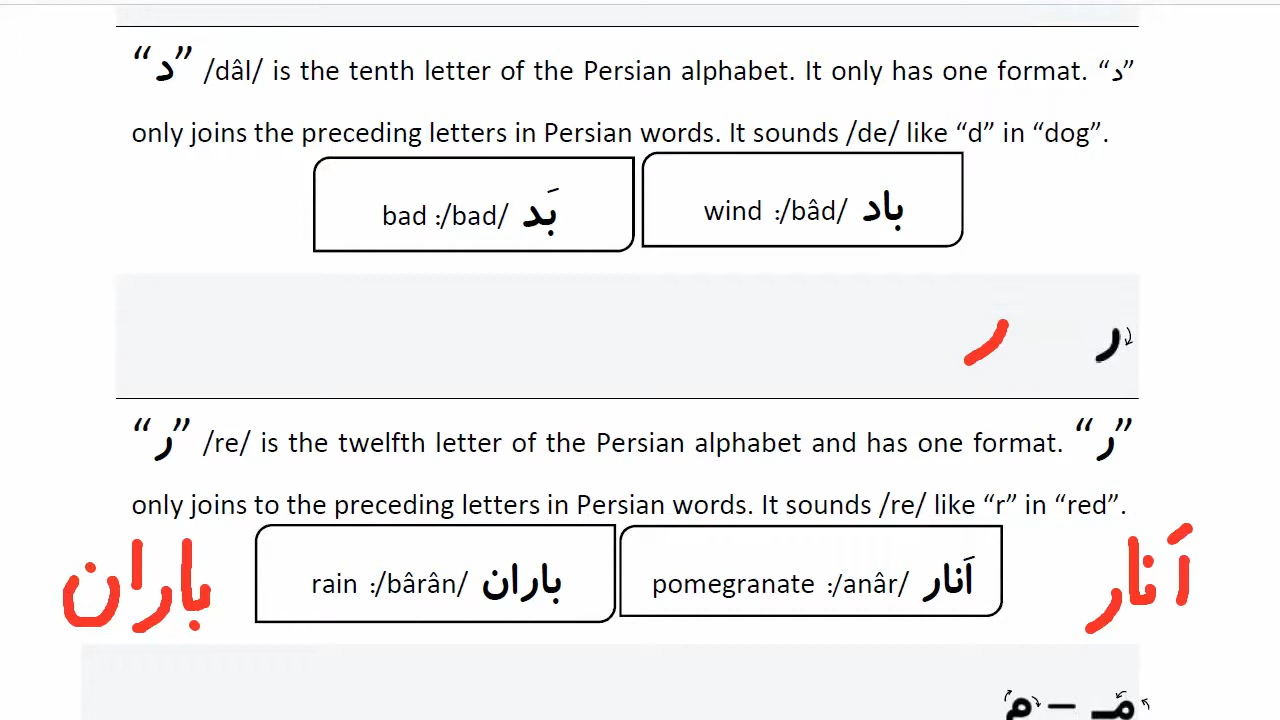 “د” /dâl/ is the tenth letter of the Persian alphabet. It only has one format. “د”
only joins the preceding letters in Persian words. It sounds /de/ like “d” in “dog”.
bad :/bad/ بَد
wind :/bâd/ باد
ر ر
“ر” /re/ is the twelfth letter of the Persian alphabet and has one format. “ر”
only joins to the preceding letters in Persian words. It sounds /re/ like “r” in “red”.
باران
rain :/bârân/ باران
pomegranate :/anâr/ اَنار
اَنار
مـ – م